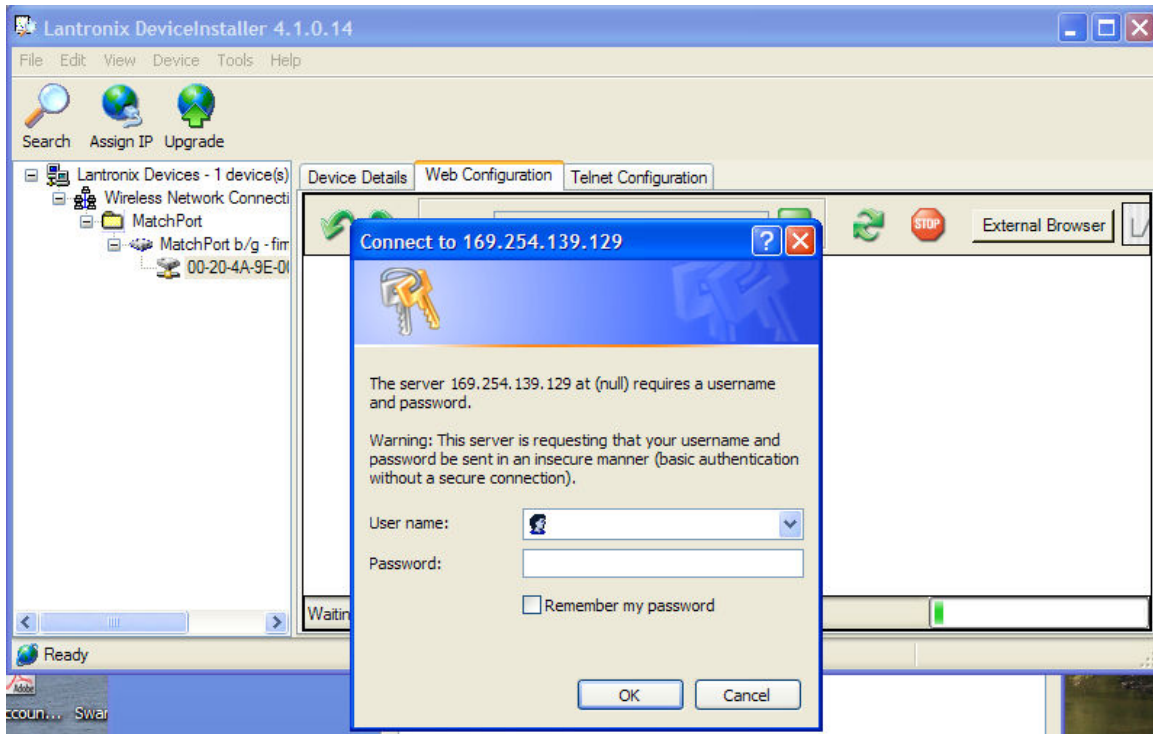 Lantronix DeviceInstaller 4.1.0.14
File Edit View Device Tools Help
Search Assign IP Upgrade
Lantronix Devices - 1 device(s)
Wireless Network Connecti
MatchPort
MatchPort b/g - firm
00-20-4A-9E-0
Device Details Web Configuration Telnet Configuration
STOP External Browser
Connect to 169.254.139.129
The server 169.254.139.129 at (null) requires a username
and password.
Warning: This server is requesting that your username and
password be sent in an insecure manner (basic authentication
without a secure connection).
User name:
Password:
Remember my password
Waitin
OK Cancel
Ready
Adobe
ccoun... Swar